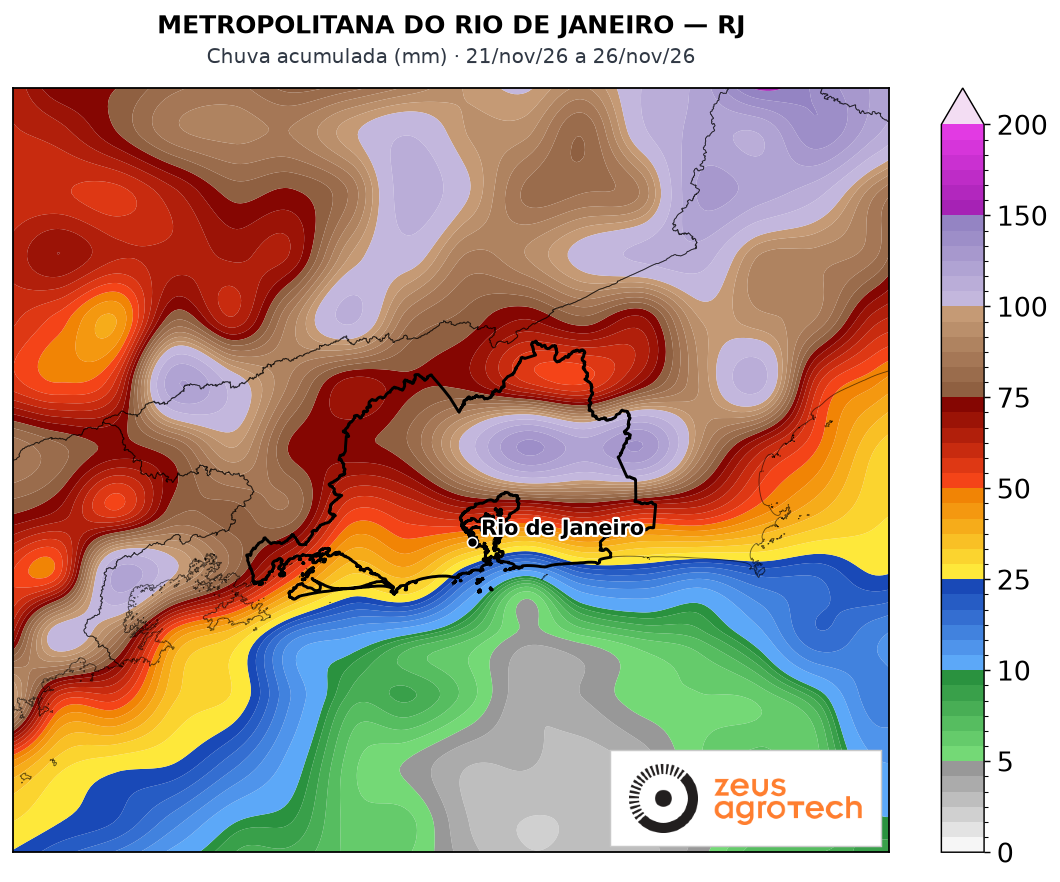 METROPOLITANA DO RIO DE JANEIRO — RJ
Chuva acumulada (mm) · 21/nov/26 a 26/nov/26
200
150
100
75
50
25
10
5
0
Rio de Janeiro
zeus
agrotech